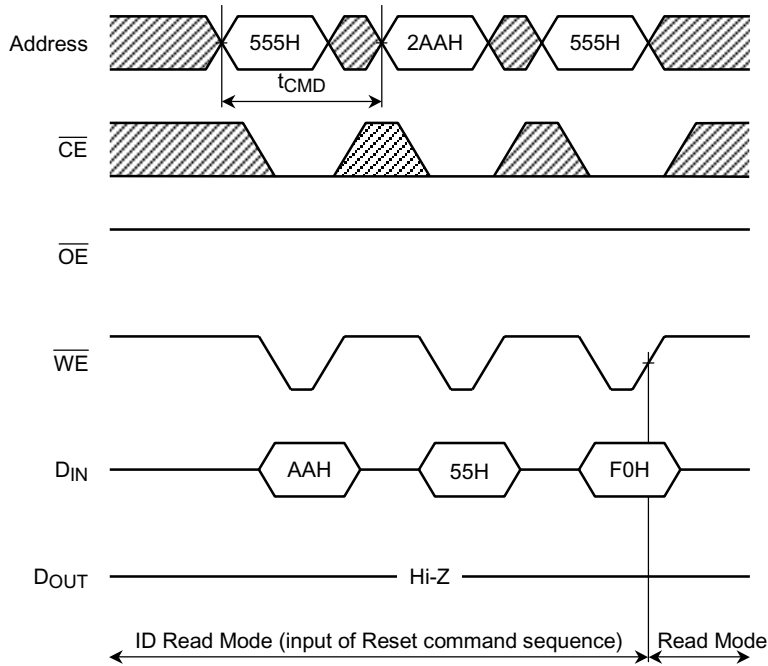 Address 555H 2AAH 555H
tCMD
CE
OE
WE
DIN AAH 55H F0H
DOUT Hi-Z
ID Read Mode (input of Reset command sequence) Read Mode